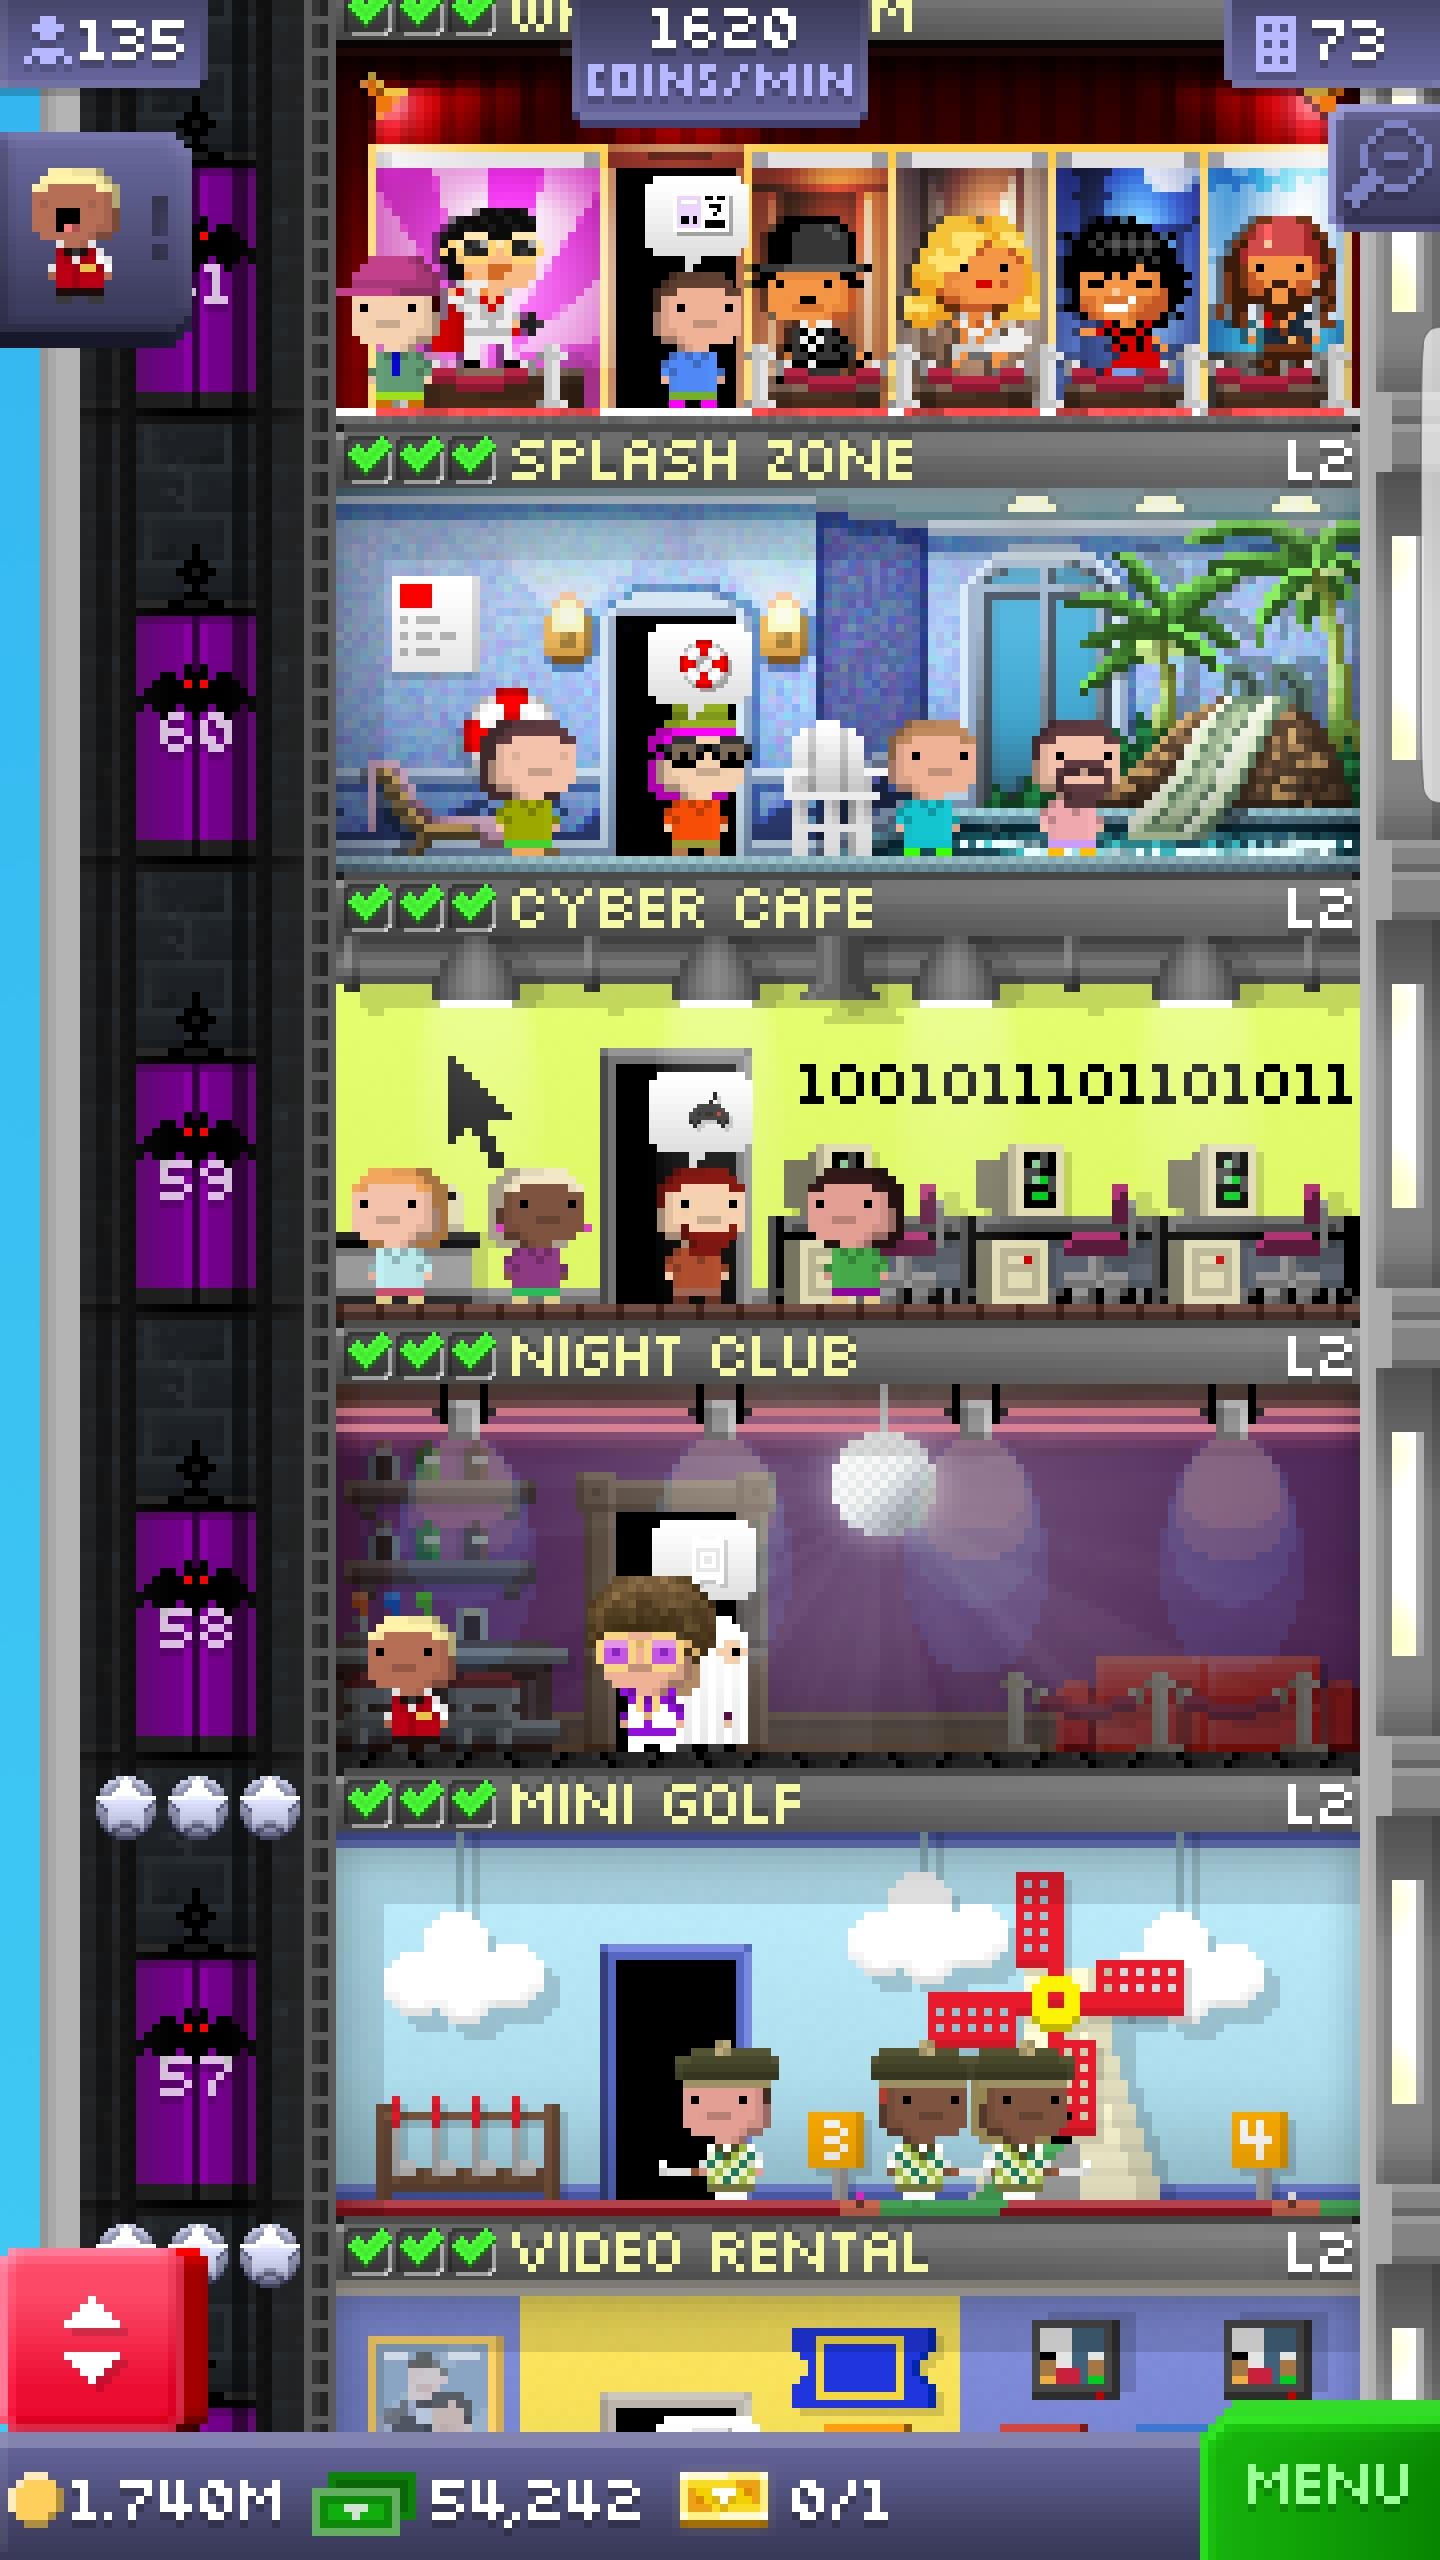 135
1620
COINS/MIN
73
SPLASH ZONE L2
60
CYBER CAFE L2
1001011101101011
59
NIGHT CLUB L2
58
MINI GOLF L2
3
4
57
VIDEO RENTAL L2
1.740M 54,242 0/1
MENU